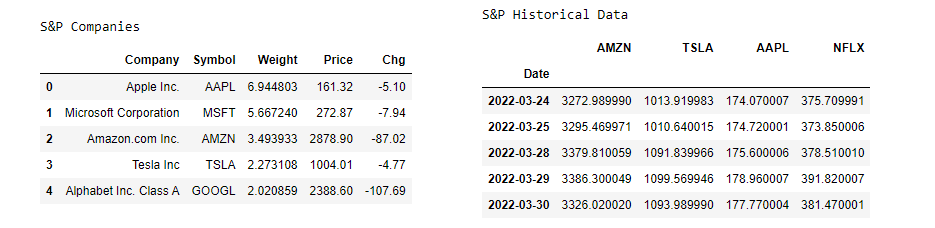 S&P Companies
Company Symbol Weight Price Chg
0 Apple Inc. AAPL 6.944803 161.32 -5.10
1 Microsoft Corporation MSFT 5.667240 272.87 -7.94
2 Amazon.com Inc. AMZN 3.493933 2878.90 -87.02
3 Tesla Inc TSLA 2.273108 1004.01 -4.77
4 Alphabet Inc. Class A GOOGL 2.020859 2388.60 -107.69
S&P Historical Data
AMZN TSLA AAPL NFLX
Date
2022-03-24 3272.989990 1013.919983 174.070007 375.709991
2022-03-25 3295.469971 1010.640015 174.720001 373.850006
2022-03-28 3379.810059 1091.839966 175.600006 378.510010
2022-03-29 3386.300049 1099.569946 178.960007 391.820007
2022-03-30 3326.020020 1093.989990 177.770004 381.470001